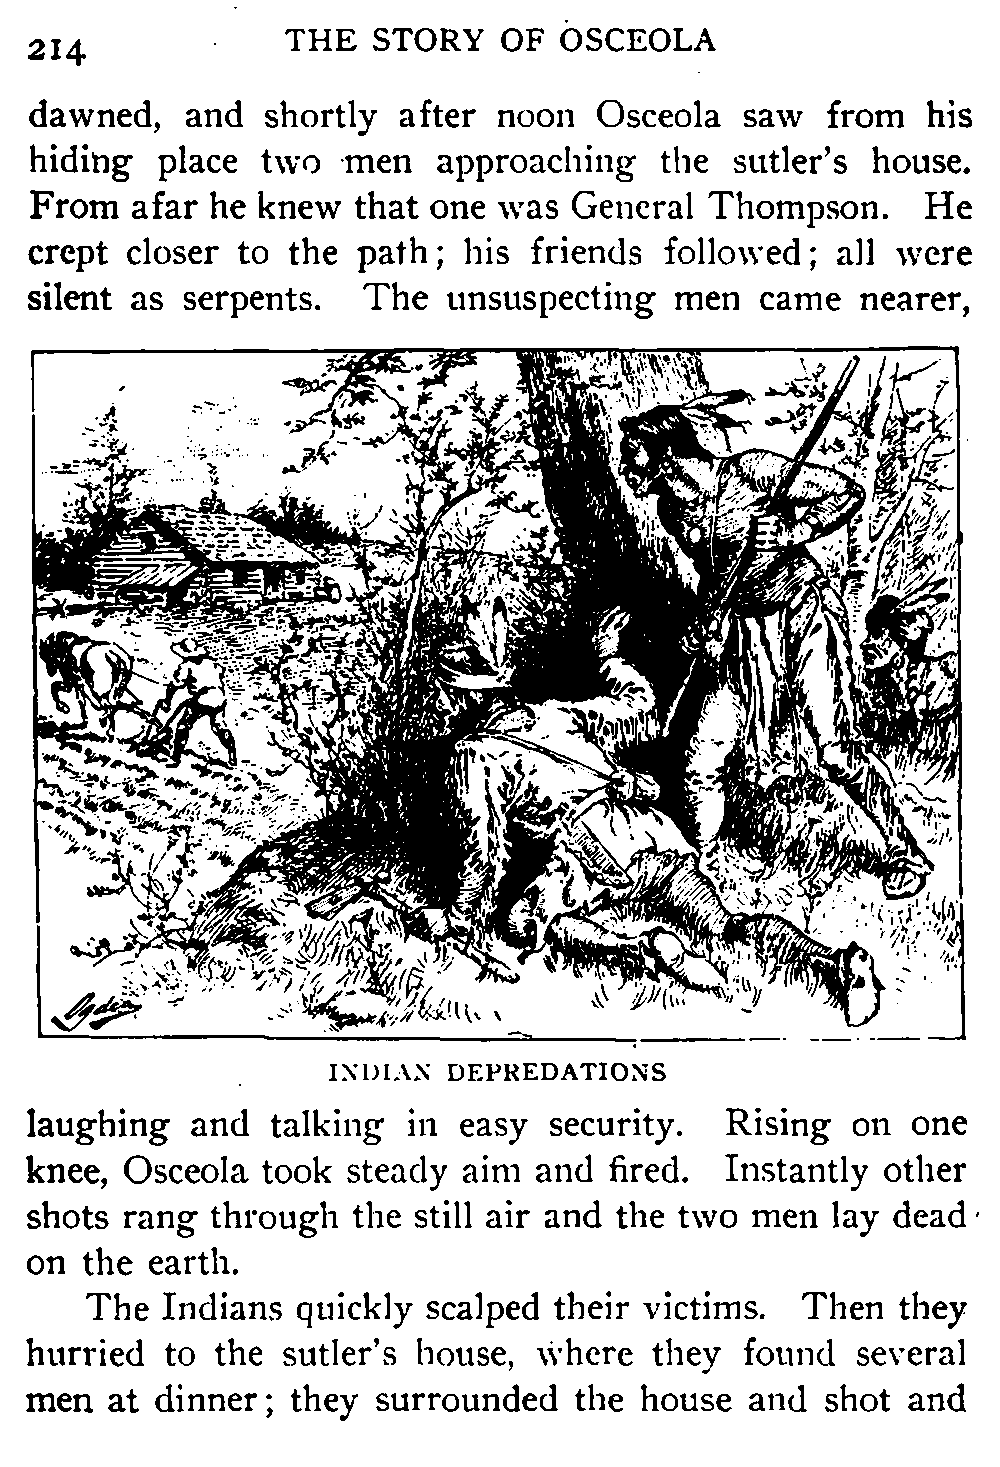 214
THE STORY OF OSCEOLA
dawned, and shortly after noon Osceola saw from his
hiding place two men approaching the sutler's house.
From afar he knew that one was General Thompson. He
crept closer to the path; his friends followed; all were
silent as serpents. The unsuspecting men came nearer,
Ogden
INDIAN DEPREDATIONS
laughing and talking in easy security. Rising on one
knee, Osceola took steady aim and fired. Instantly other
shots rang through the still air and the two men lay dead
on the earth.
The Indians quickly scalped their victims. Then they
hurried to the sutler's house, where they found several
men at dinner; they surrounded the house and shot and